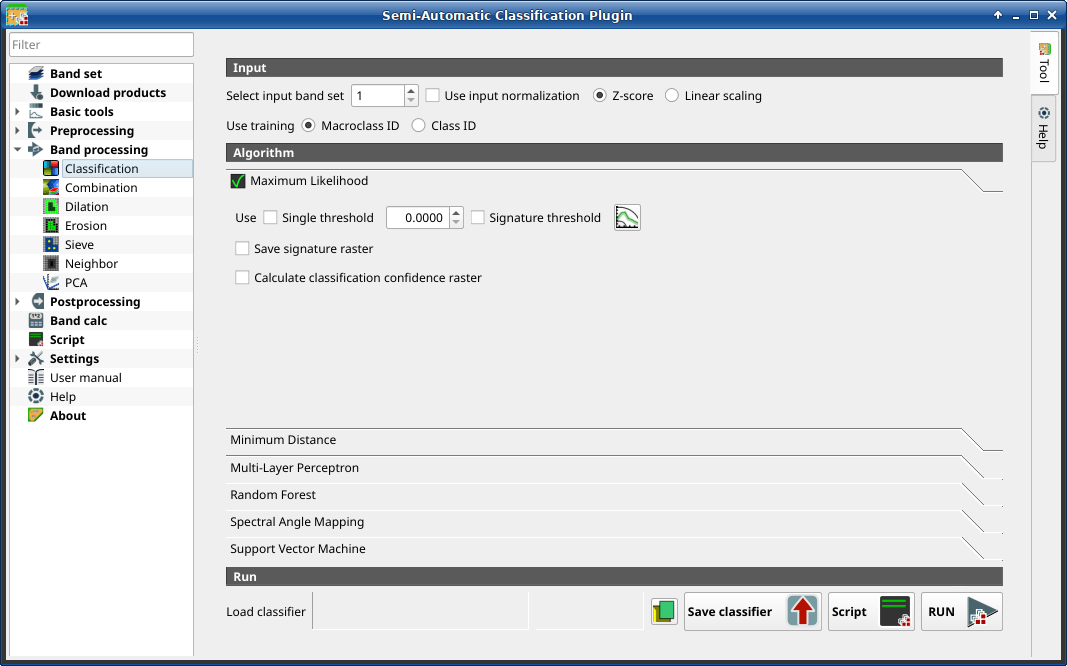 Semi-Automatic Classification Plugin
Filter
Band set
Download products
Basic tools
Preprocessing
Band processing
Classification
Combination
Dilation
Erosion
Sieve
Neighbor
PCA
Postprocessing
Band calc
Script
Settings
User manual
Help
About
Input
Select input band set 1 Use input normalization Z-score Linear scaling
Use training Macroclass ID Class ID
Algorithm
Maximum Likelihood
Use Single threshold 0.0000 Signature threshold
Save signature raster
Calculate classification confidence raster
Minimum Distance
Multi-Layer Perceptron
Random Forest
Spectral Angle Mapping
Support Vector Machine
Run
Load classifier Save classifier Script RUN
Tool
Help